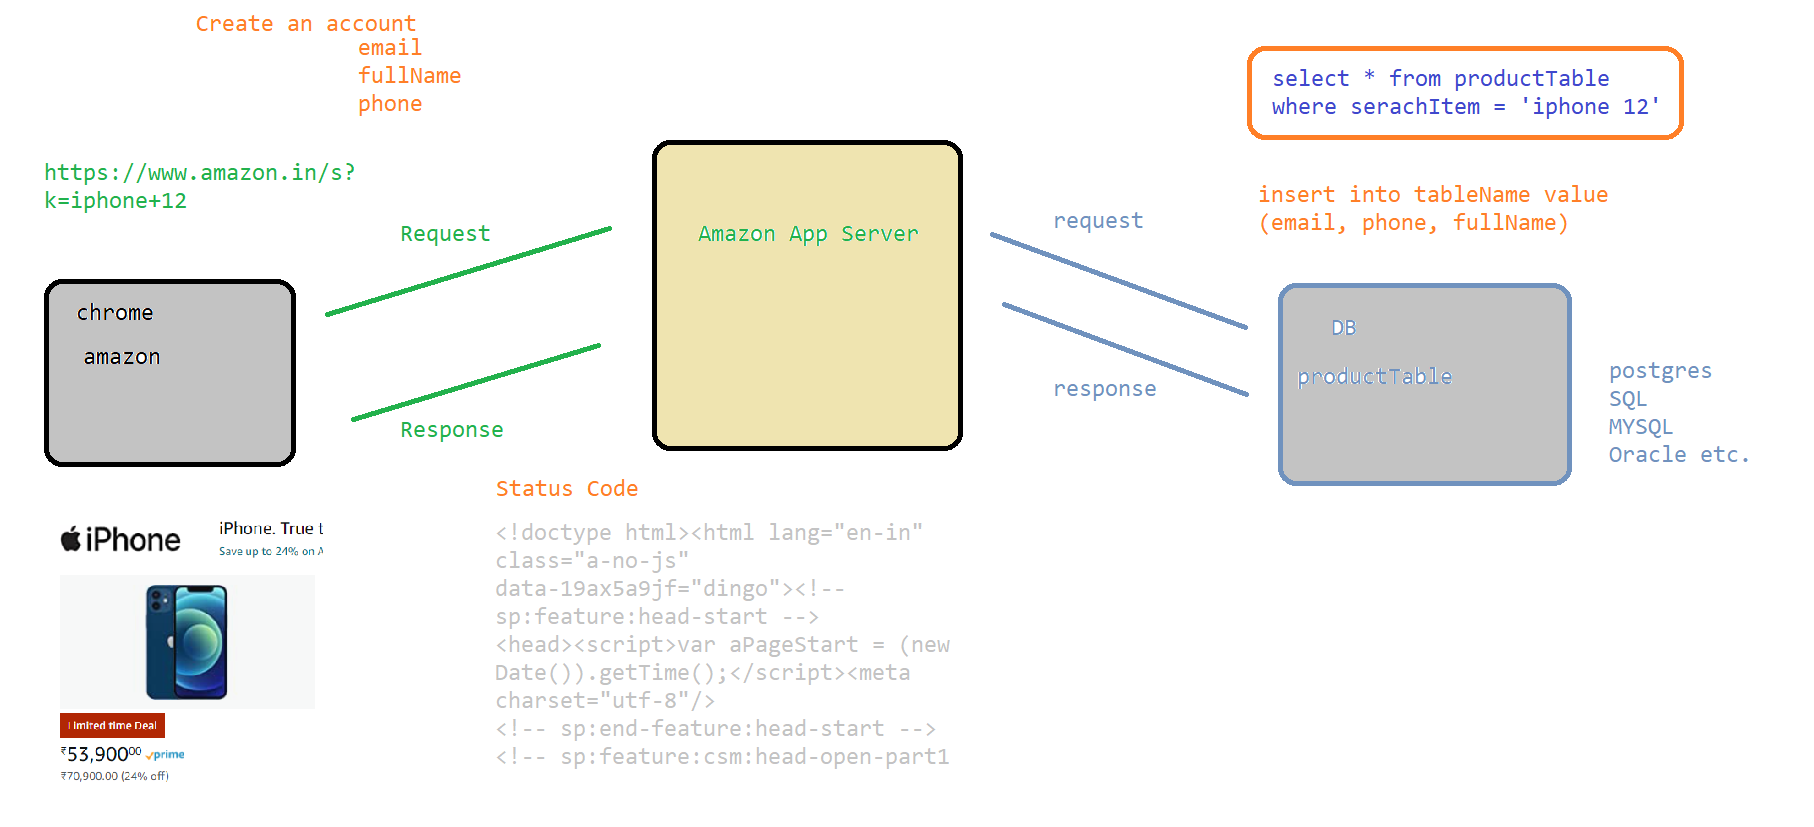 Create an account
email
fullName
phone
select * from productTable
where serachItem = 'iphone 12'
https://www.amazon.in/s?
k=iphone+12
insert into tableName value
(email, phone, fullName)
Request
Amazon App Server
request
chrome
amazon
DB
productTable
postgres
SQL
MYSQL
Oracle etc.
response
Response
Status Code
<!doctype html><html lang="en-in"
class="a-no-js"
data-19ax5a9jf="dingo"><!--
sp:feature:head-start -->
<head><script>var aPageStart = (new
Date()).getTime();</script><meta
charset="utf-8"/>
<!-- sp:end-feature:head-start -->
<!-- sp:feature:csm:head-open-part1
iPhone
iPhone. True t
Save up to 24% on A
Limited time Deal
₹53,900⁰⁰ prime
₹70,900.00 (24% off)